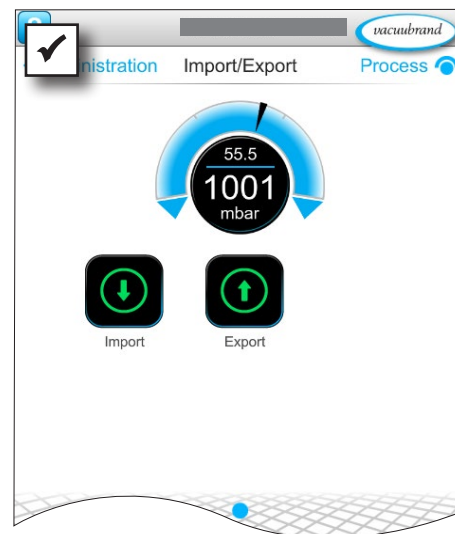 vacuubrand
nistration Import/Export Process
55.5
1001
mbar
Import Export